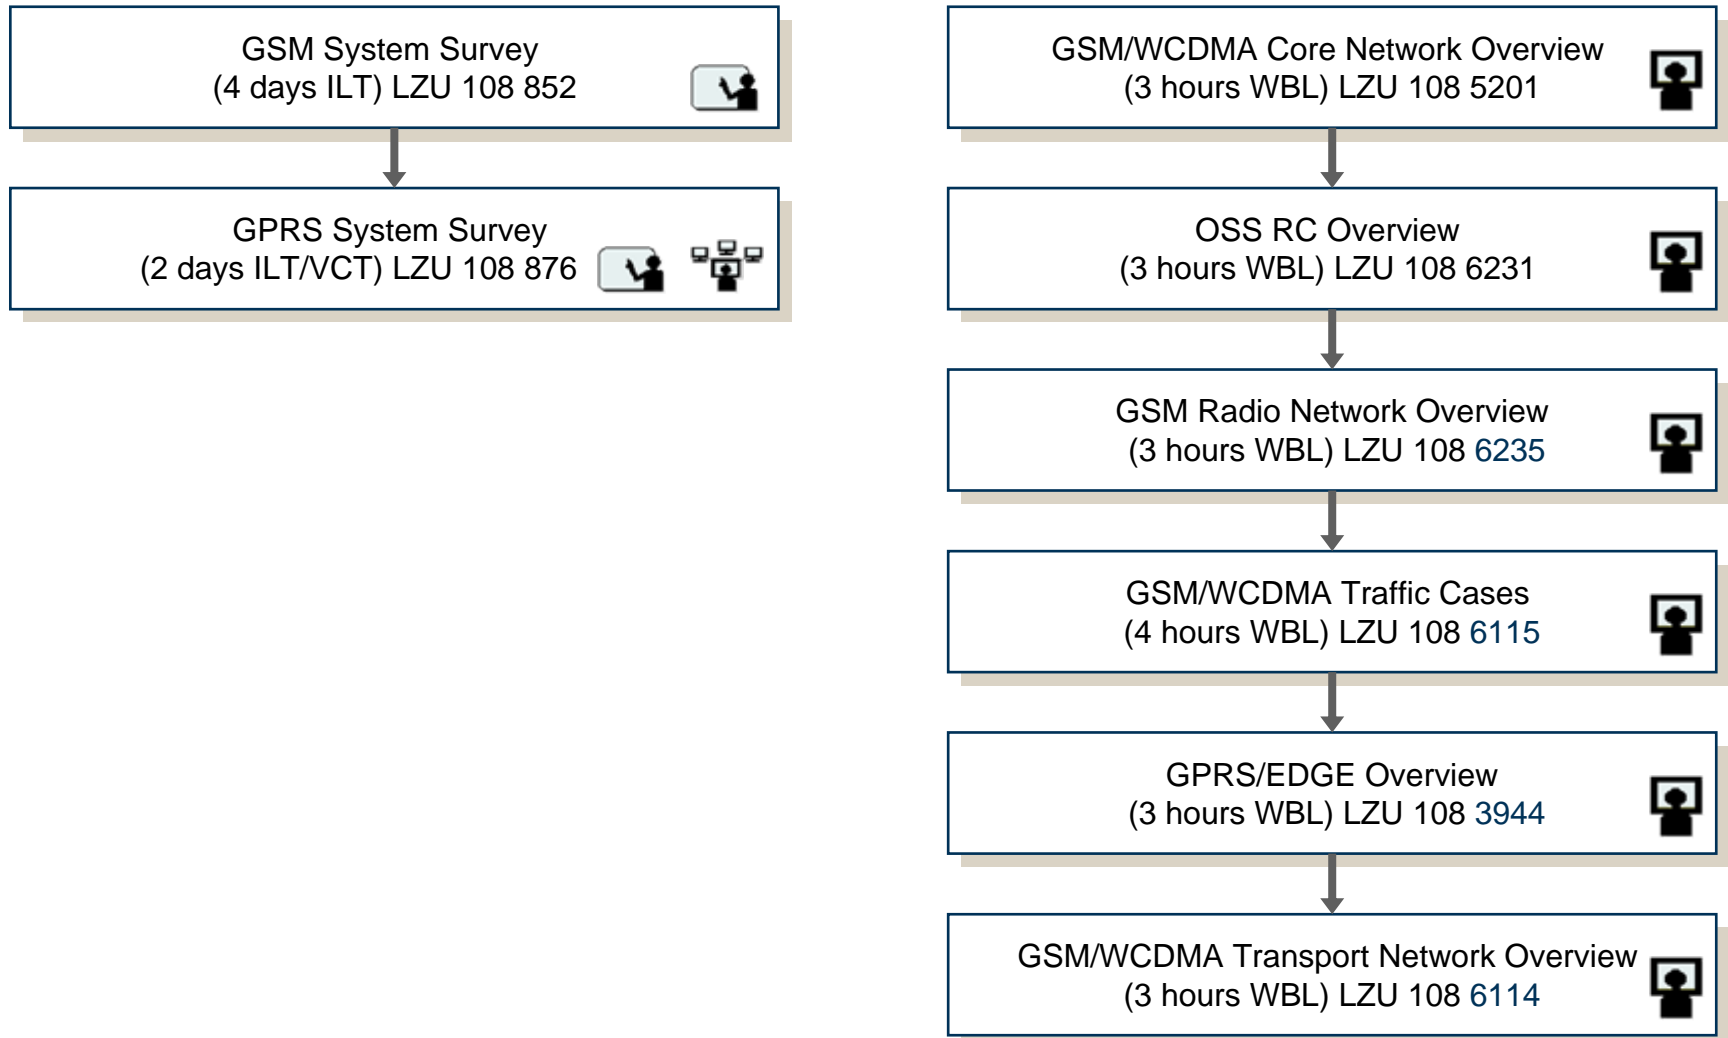 GSM System Survey
(4 days ILT) LZU 108 852
GPRS System Survey
(2 days ILT/VCT) LZU 108 876
GSM/WCDMA Core Network Overview
(3 hours WBL) LZU 108 5201
OSS RC Overview
(3 hours WBL) LZU 108 6231
GSM Radio Network Overview
(3 hours WBL) LZU 108 6235
GSM/WCDMA Traffic Cases
(4 hours WBL) LZU 108 6115
GPRS/EDGE Overview
(3 hours WBL) LZU 108 3944
GSM/WCDMA Transport Network Overview
(3 hours WBL) LZU 108 6114